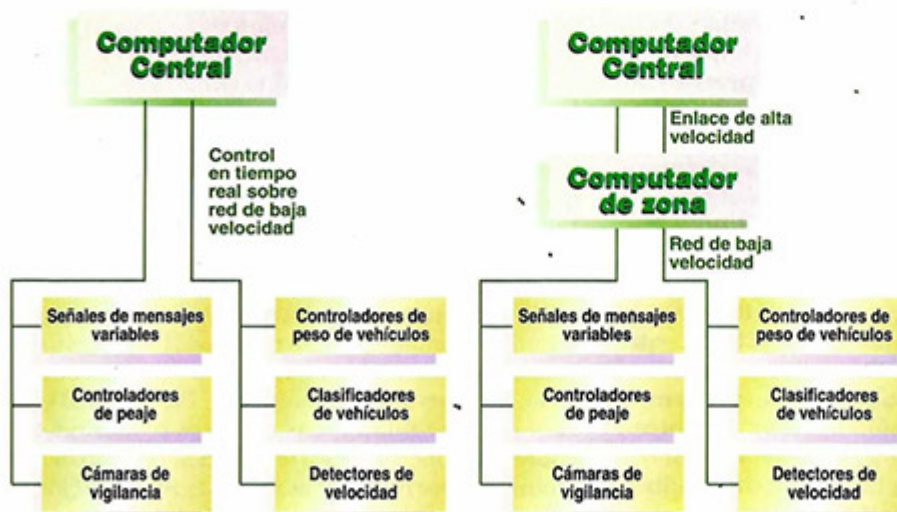 Computador
Central
Control
en tiempo
real sobre
red de baja
velocidad
Señales de mensajes
variables
Controladores
de peaje
Cámaras de
vigilancia
Controladores de
peso de vehículos
Clasificadores
de vehículos
Detectores de
velocidad
Computador
Central
Enlace de alta
velocidad
Computador
de zona
Red de baja
velocidad
Señales de mensajes
variables
Controladores
de peaje
Cámaras de
vigilancia
Controladores de
peso de vehículos
Clasificadores
de vehículos
Detectores de
velocidad